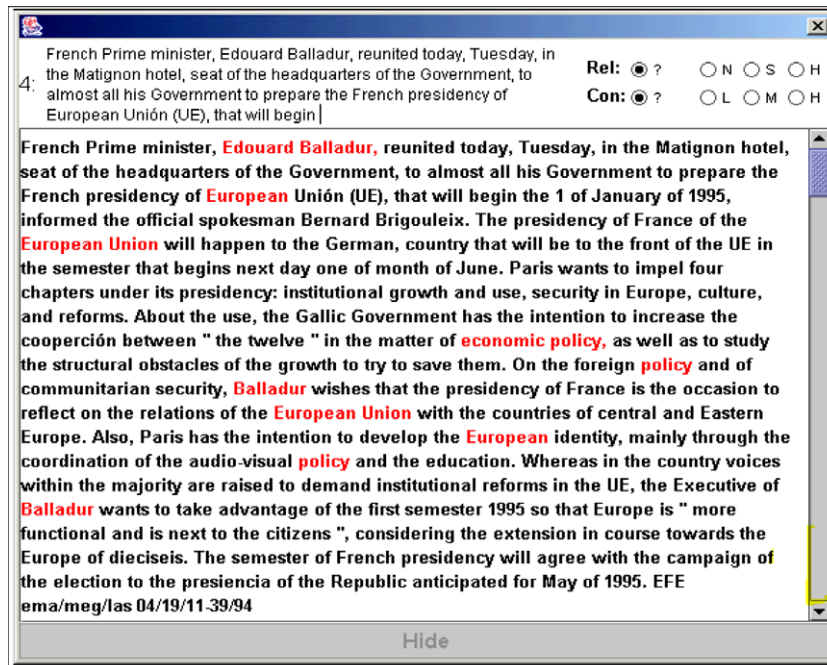 French Prime minister, Edouard Balladur, reunited today, Tuesday, in
the Matignon hotel, seat of the headquarters of the Government, to
almost all his Government to prepare the French presidency of
European Unión (UE), that will begin
4:
Rel: ? N S H
Con: ? L M H
French Prime minister, Edouard Balladur, reunited today, Tuesday, in the Matignon hotel,
seat of the headquarters of the Government, to almost all his Government to prepare the
French presidency of European Unión (UE), that will begin the 1 of January of 1995,
informed the official spokesman Bernard Brigouleix. The presidency of France of the
European Union will happen to the German, country that will be to the front of the UE in
the semester that begins next day one of month of June. Paris wants to impel four
chapters under its presidency: institutional growth and use, security in Europe, culture,
and reforms. About the use, the Gallic Government has the intention to increase the
cooperción between " the twelve " in the matter of economic policy, as well as to study
the structural obstacles of the growth to try to save them. On the foreign policy and of
communitarian security, Balladur wishes that the presidency of France is the occasion to
reflect on the relations of the European Union with the countries of central and Eastern
Europe. Also, Paris has the intention to develop the European identity, mainly through the
coordination of the audio-visual policy and the education. Whereas in the country voices
within the majority are raised to demand institutional reforms in the UE, the Executive of
Balladur wants to take advantage of the first semester 1995 so that Europe is " more
functional and is next to the citizens ", considering the extension in course towards the
Europe of dieciseis. The semester of French presidency will agree with the campaign of
the election to the presiencia of the Republic anticipated for May of 1995. EFE
ema/meg/las 04/19/11-39/94
Hide